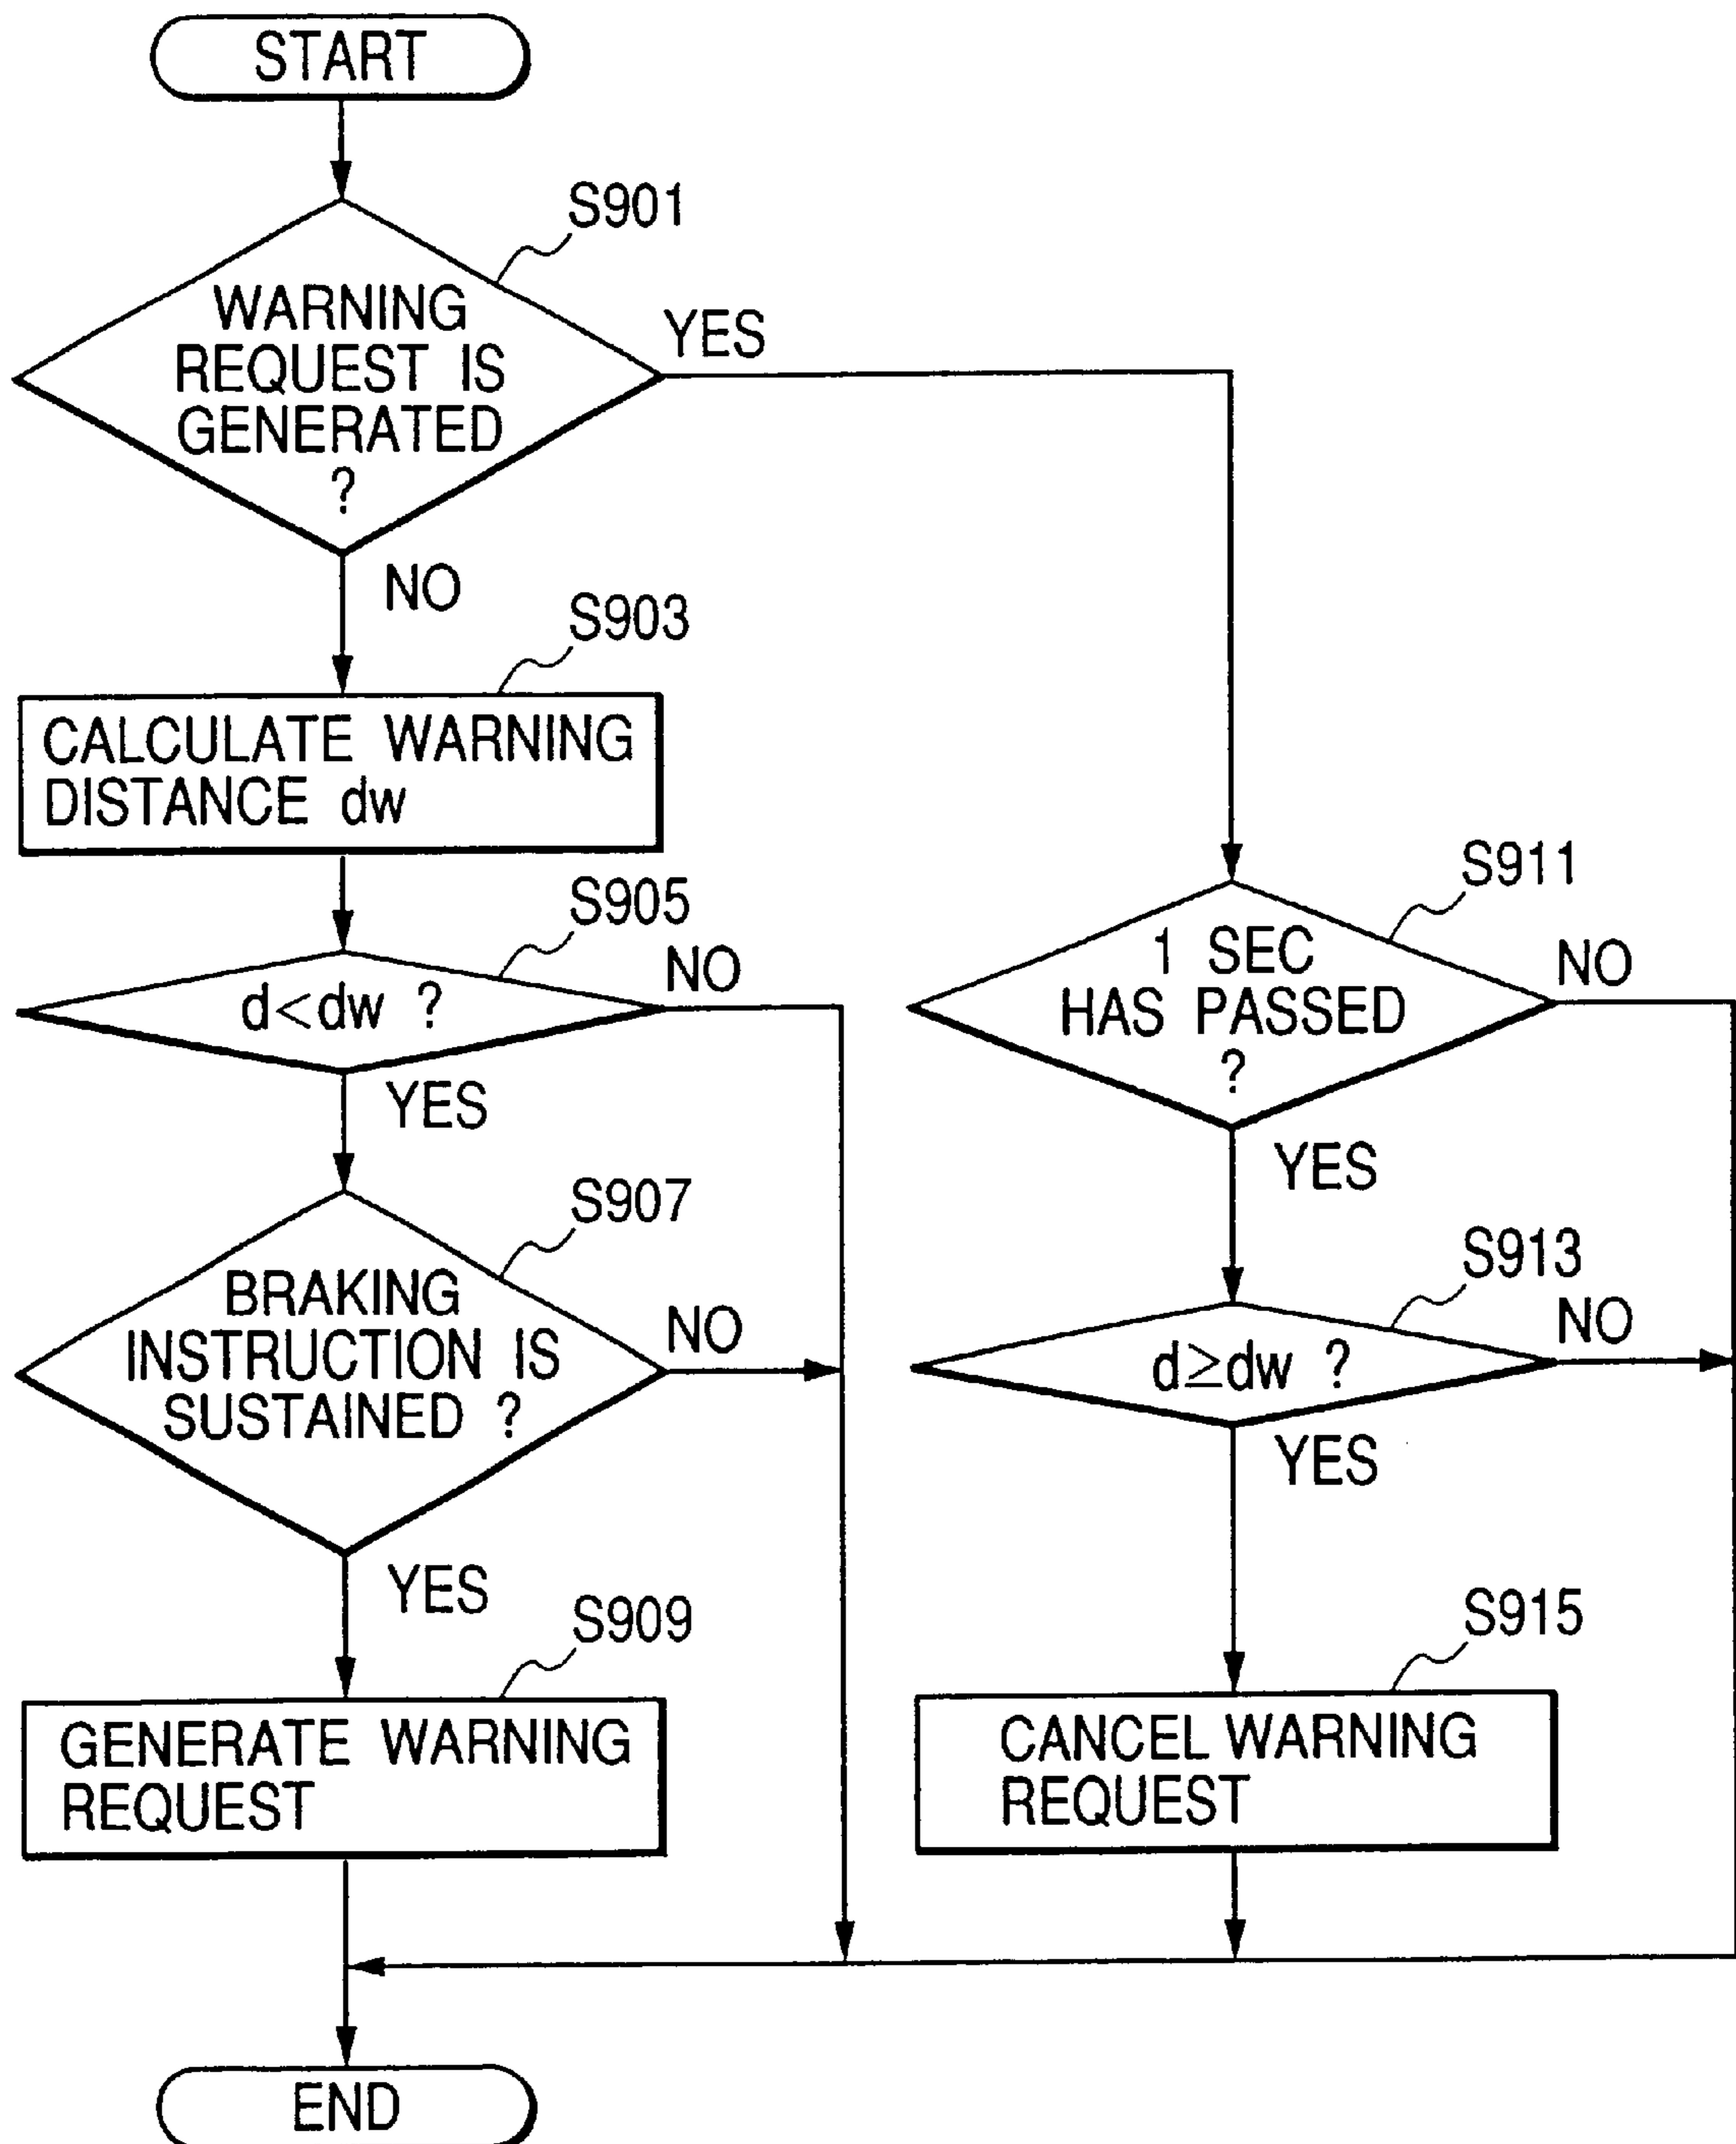 START
S901
WARNING
REQUEST IS
GENERATED
?
YES
NO
S903
CALCULATE WARNING
DISTANCE dw
S905
d<dw ?
NO
YES
S907
BRAKING
INSTRUCTION IS
SUSTAINED ?
NO
YES
S909
GENERATE WARNING
REQUEST
S911
1 SEC
HAS PASSED
?
NO
YES
S913
d≥dw ?
NO
YES
S915
CANCEL WARNING
REQUEST
END